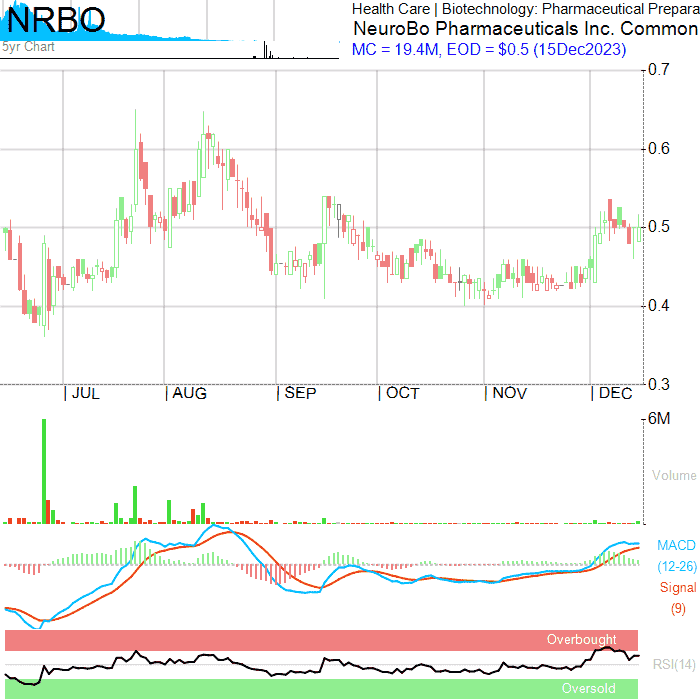 NRBO
5yr Chart
Health Care | Biotechnology: Pharmaceutical Prepara
NeuroBo Pharmaceuticals Inc. Common
MC = 19.4M, EOD = $0.5 (15Dec2023)
0.7
0.6
0.5
0.4
0.3
| JUL | AUG | SEP | OCT | NOV | DEC
6M
Volume
MACD
(12-26)
Signal
(9)
Overbought
RSI(14)
Oversold